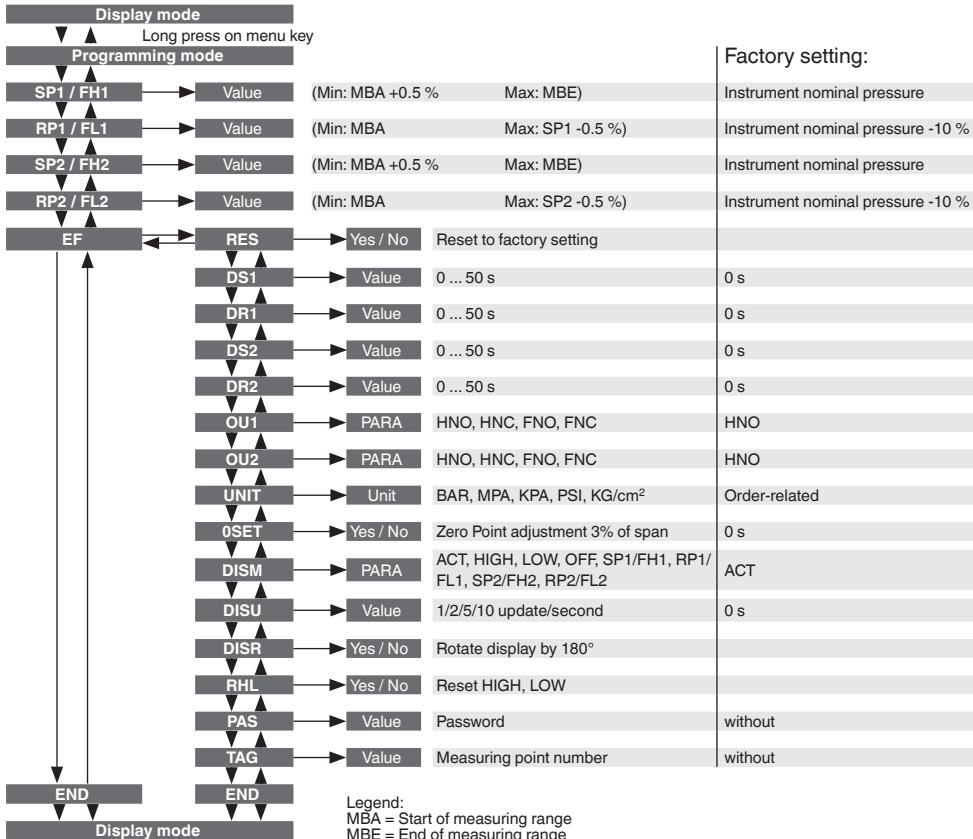 Display mode
Long press on menu key
Programming mode Factory setting:
SP1 / FH1 Value (Min: MBA +0.5 % Max: MBE) Instrument nominal pressure
RP1 / FL1 Value (Min: MBA Max: SP1 -0.5 %) Instrument nominal pressure -10 %
SP2 / FH2 Value (Min: MBA +0.5 % Max: MBE) Instrument nominal pressure
RP2 / FL2 Value (Min: MBA Max: SP2 -0.5 %) Instrument nominal pressure -10 %
EF RES Yes / No Reset to factory setting
DS1 Value 0 ... 50 s 0 s
DR1 Value 0 ... 50 s 0 s
DS2 Value 0 ... 50 s 0 s
DR2 Value 0 ... 50 s 0 s
OU1 PARA HNO, HNC, FNO, FNC HNO
OU2 PARA HNO, HNC, FNO, FNC HNO
UNIT Unit BAR, MPA, KPA, PSI, KG/cm² Order-related
0SET Yes / No Zero Point adjustment 3% of span 0 s
DISM PARA ACT, HIGH, LOW, OFF, SP1/FH1, RP1/
FL1, SP2/FH2, RP2/FL2 ACT
DISU Value 1/2/5/10 update/second 0 s
DISR Yes / No Rotate display by 180°
RHL Yes / No Reset HIGH, LOW
PAS Value Password without
TAG Value Measuring point number without
END END
Display mode
Legend:
MBA = Start of measuring range
MBE = End of measuring range